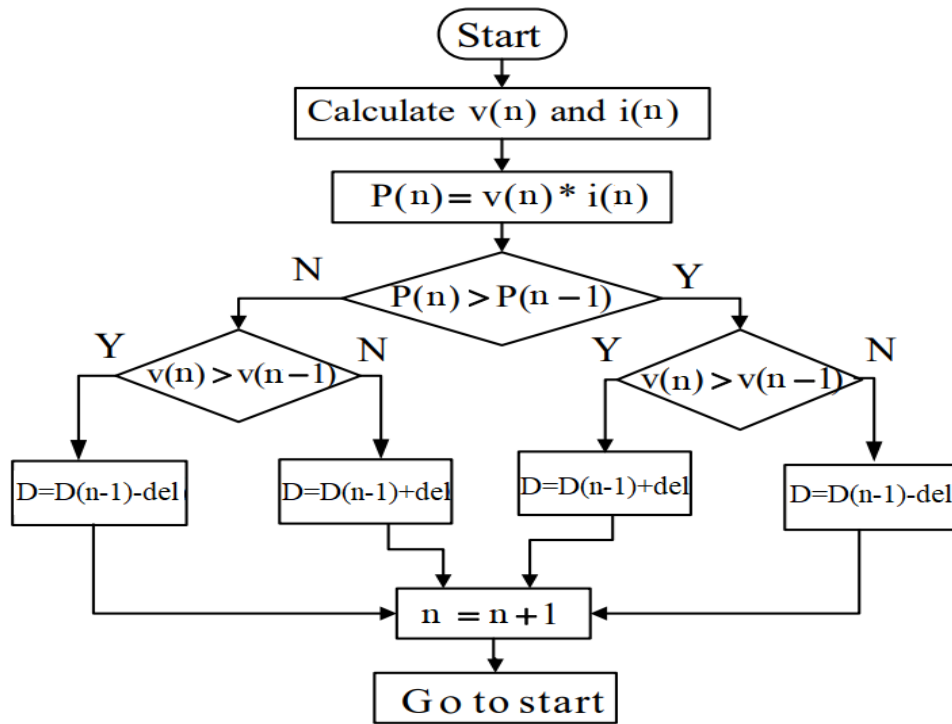 Start
Calculate v(n) and i(n)
P(n)= v(n)* i(n)
N
P(n) > P(n − 1)
Y
Y
v(n) > v(n − 1)
N
Y
v(n) > v(n − 1)
N
D=D(n-1)-del
D=D(n-1)+del
D=D(n-1)+del
D=D(n-1)-del
n = n + 1
Go to start